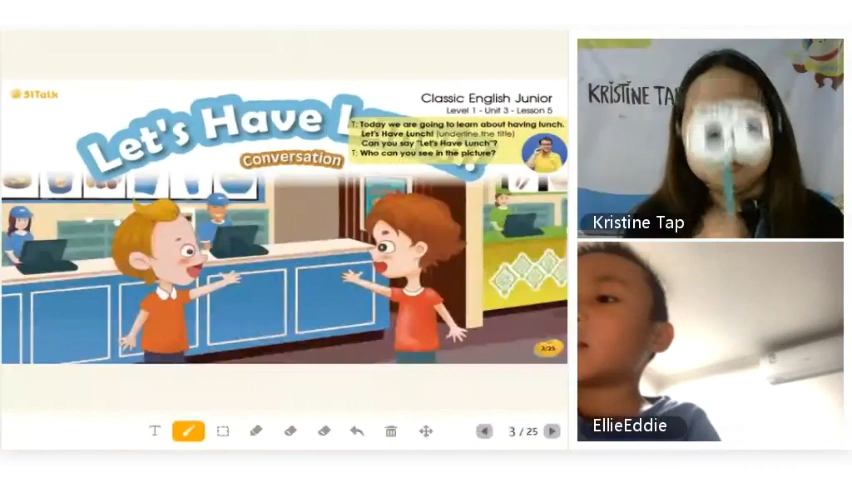 51Talk
Classic English Junior
Level 1 - Unit 3 - Lesson 5
Let's Have
Conversation
T: Today we are going to learn about having lunch.
Let's Have Lunch! (underline the title)
Can you say "Let's Have Lunch"?
T: Who can you see in the picture?
KRISTINE TA
Kristine Tap
EllieEddie
T
3 / 25